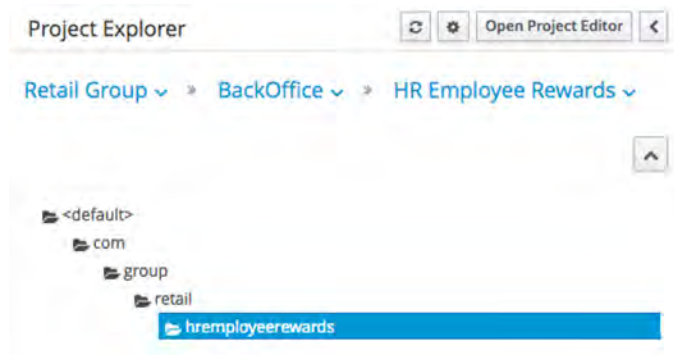 Project Explorer Open Project Editor
Retail Group » BackOffice » HR Employee Rewards
<default>
com
group
retail
hremployeerewards